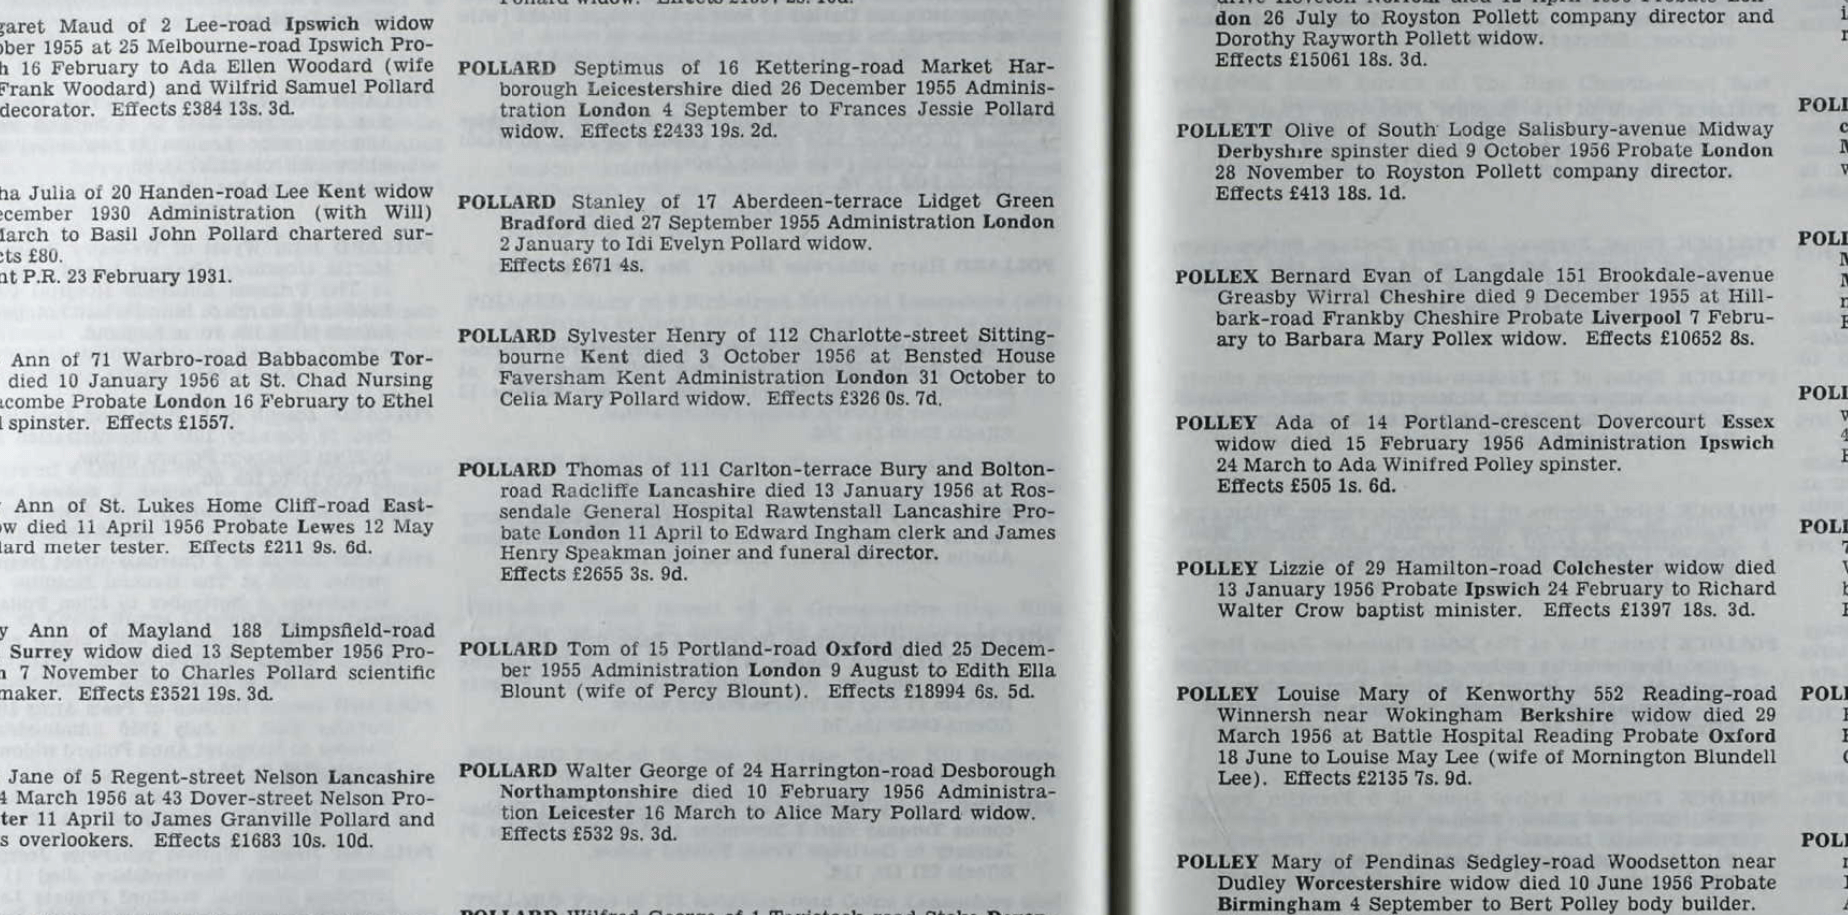 garet Maud of 2 Lee-road Ipswich widow
ober 1955 at 25 Melbourne-road Ipswich Pro-
h 16 February to Ada Ellen Woodard (wife
Frank Woodard) and Wilfrid Samuel Pollard
decorator. Effects £384 13s. 3d.
ha Julia of 20 Handen-road Lee Kent widow
ecember 1930 Administration (with Will)
March to Basil John Pollard chartered sur-
cts £80.
nt P.R. 23 February 1931.
Ann of 71 Warbro-road Babbacombe Tor-
died 10 January 1956 at St. Chad Nursing
acombe Probate London 16 February to Ethel
spinster. Effects £1557.
Ann of St. Lukes Home Cliff-road East-
ow died 11 April 1956 Probate Lewes 12 May
lard meter tester. Effects £211 9s. 6d.
y Ann of Mayland 188 Limpsfield-road
Surrey widow died 13 September 1956 Pro-
n 7 November to Charles Pollard scientific
maker. Effects £3521 19s. 3d.
Jane of 5 Regent-street Nelson Lancashire
4 March 1956 at 43 Dover-street Nelson Pro-
ter 11 April to James Granville Pollard and
s overlookers. Effects £1683 10s. 10d.
POLLARD Septimus of 16 Kettering-road Market Har-
borough Leicestershire died 26 December 1955 Adminis-
tration London 4 September to Frances Jessie Pollard
widow. Effects £2433 19s. 2d.
POLLARD Stanley of 17 Aberdeen-terrace Lidget Green
Bradford died 27 September 1955 Administration London
2 January to Idi Evelyn Pollard widow.
Effects £671 4s.
POLLARD Sylvester Henry of 112 Charlotte-street Sitting-
bourne Kent died 3 October 1956 at Bensted House
Faversham Kent Administration London 31 October to
Celia Mary Pollard widow. Effects £326 0s. 7d.
POLLARD Thomas of 111 Carlton-terrace Bury and Bolton-
road Radcliffe Lancashire died 13 January 1956 at Ros-
sendale General Hospital Rawtenstall Lancashire Pro-
bate London 11 April to Edward Ingham clerk and James
Henry Speakman joiner and funeral director.
Effects £2655 3s. 9d.
POLLARD Tom of 15 Portland-road Oxford died 25 Decem-
ber 1955 Administration London 9 August to Edith Ella
Blount (wife of Percy Blount). Effects £18994 6s. 5d.
POLLARD Walter George of 24 Harrington-road Desborough
Northamptonshire died 10 February 1956 Administra-
tion Leicester 16 March to Alice Mary Pollard widow.
Effects £532 9s. 3d.
don 26 July to Royston Pollett company director and
Dorothy Rayworth Pollett widow.
Effects £15061 18s. 3d.
POLLETT Olive of South Lodge Salisbury-avenue Midway
Derbyshire spinster died 9 October 1956 Probate London
28 November to Royston Pollett company director.
Effects £413 18s. 1d.
POLLEX Bernard Evan of Langdale 151 Brookdale-avenue
Greasby Wirral Cheshire died 9 December 1955 at Hill-
bark-road Frankby Cheshire Probate Liverpool 7 Febru-
ary to Barbara Mary Pollex widow. Effects £10652 8s.
POLLEY Ada of 14 Portland-crescent Dovercourt Essex
widow died 15 February 1956 Administration Ipswich
24 March to Ada Winifred Polley spinster.
Effects £505 1s. 6d.
POLLEY Lizzie of 29 Hamilton-road Colchester widow died
13 January 1956 Probate Ipswich 24 February to Richard
Walter Crow baptist minister. Effects £1397 18s. 3d.
POLLEY Louise Mary of Kenworthy 552 Reading-road
Winnersh near Wokingham Berkshire widow died 29
March 1956 at Battle Hospital Reading Probate Oxford
18 June to Louise May Lee (wife of Mornington Blundell
Lee). Effects £2135 7s. 9d.
POLLEY Mary of Pendinas Sedgley-road Woodsetton near
Dudley Worcestershire widow died 10 June 1956 Probate
Birmingham 4 September to Bert Polley body builder.